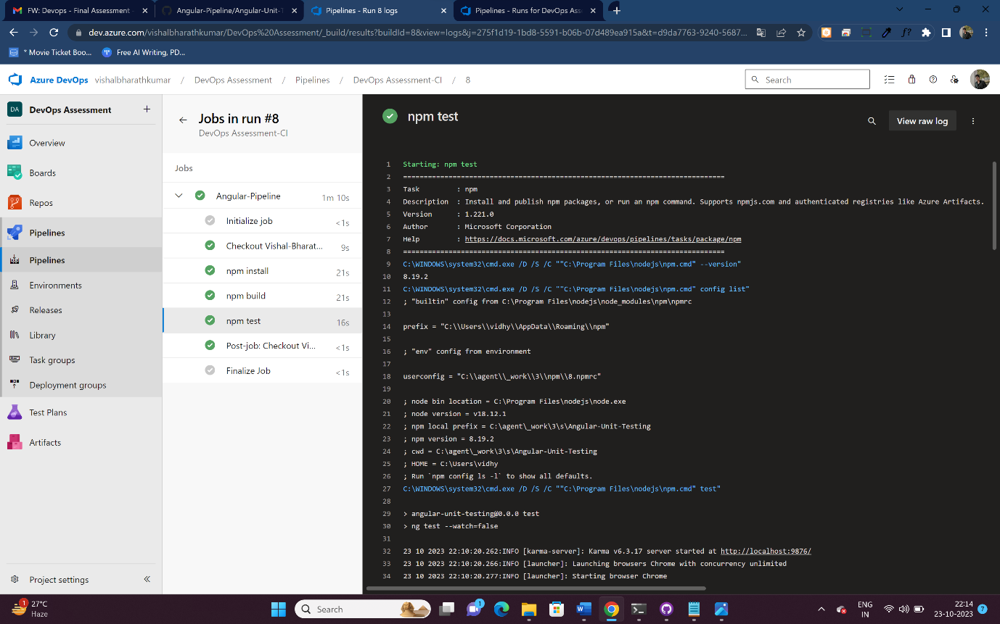 FW: Devops - Final Assessment -
Angular-Pipeline/Angular-Unit-T
Pipelines - Run 8 logs
Pipelines - Runs for DevOps Ass
dev.azure.com/vishalbharathkumar/DevOps%20Assessment/_build/results?buildId=8&view=logs&j=275f1d19-1bd8-5591-b06b-07d489ea915a&t=d9da7763-9240-5687...
f?
* Movie Ticket Boo...
Free AI Writing, PD...
Azure DevOps vishalbharathkumar / DevOps Assessment / Pipelines / DevOps Assessment-CI / 8
Search
DA DevOps Assessment
Overview
Boards
Repos
Pipelines
Pipelines
Environments
Releases
Library
Task groups
Deployment groups
Test Plans
Artifacts
Project settings
Jobs in run #8
DevOps Assessment-CI
Jobs
Angular-Pipeline 1m 10s
Initialize job <1s
Checkout Vishal-Bharat... 9s
npm install 21s
npm build 21s
npm test 16s
Post-job: Checkout Vi... <1s
Finalize Job <1s
npm test
View raw log
1 Starting: npm test
2 ==============================================================================
3 Task : npm
4 Description : Install and publish npm packages, or run an npm command. Supports npmjs.com and authenticated registries like Azure Artifacts.
5 Version : 1.221.0
6 Author : Microsoft Corporation
7 Help : https://docs.microsoft.com/azure/devops/pipelines/tasks/package/npm
8 ==============================================================================
9 C:\WINDOWS\system32\cmd.exe /D /S /C ""C:\Program Files\nodejs\npm.cmd" --version"
10 8.19.2
11 C:\WINDOWS\system32\cmd.exe /D /S /C ""C:\Program Files\nodejs\npm.cmd" config list"
12 ; "builtin" config from C:\Program Files\nodejs\node_modules\npm\npmrc
13
14 prefix = "C:\\Users\\vidhy\\AppData\\Roaming\\npm"
15
16 ; "env" config from environment
17
18 userconfig = "C:\\agent\\_work\\3\\npm\\8.npmrc"
19
20 ; node bin location = C:\Program Files\nodejs\node.exe
21 ; node version = v18.12.1
22 ; npm local prefix = C:\agent\_work\3\s\Angular-Unit-Testing
23 ; npm version = 8.19.2
24 ; cwd = C:\agent\_work\3\s\Angular-Unit-Testing
25 ; HOME = C:\Users\vidhy
26 ; Run `npm config ls -l` to show all defaults.
27 C:\WINDOWS\system32\cmd.exe /D /S /C ""C:\Program Files\nodejs\npm.cmd" test"
28
29 > angular-unit-testing@0.0.0 test
30 > ng test --watch=false
31
32 23 10 2023 22:10:20.262:INFO [karma-server]: Karma v6.3.17 server started at http://localhost:9876/
33 23 10 2023 22:10:20.266:INFO [launcher]: Launching browsers Chrome with concurrency unlimited
34 23 10 2023 22:10:20.277:INFO [launcher]: Starting browser Chrome
1
27°C
Haze
Search
1
ENG
IN
22:14
23-10-2023
7